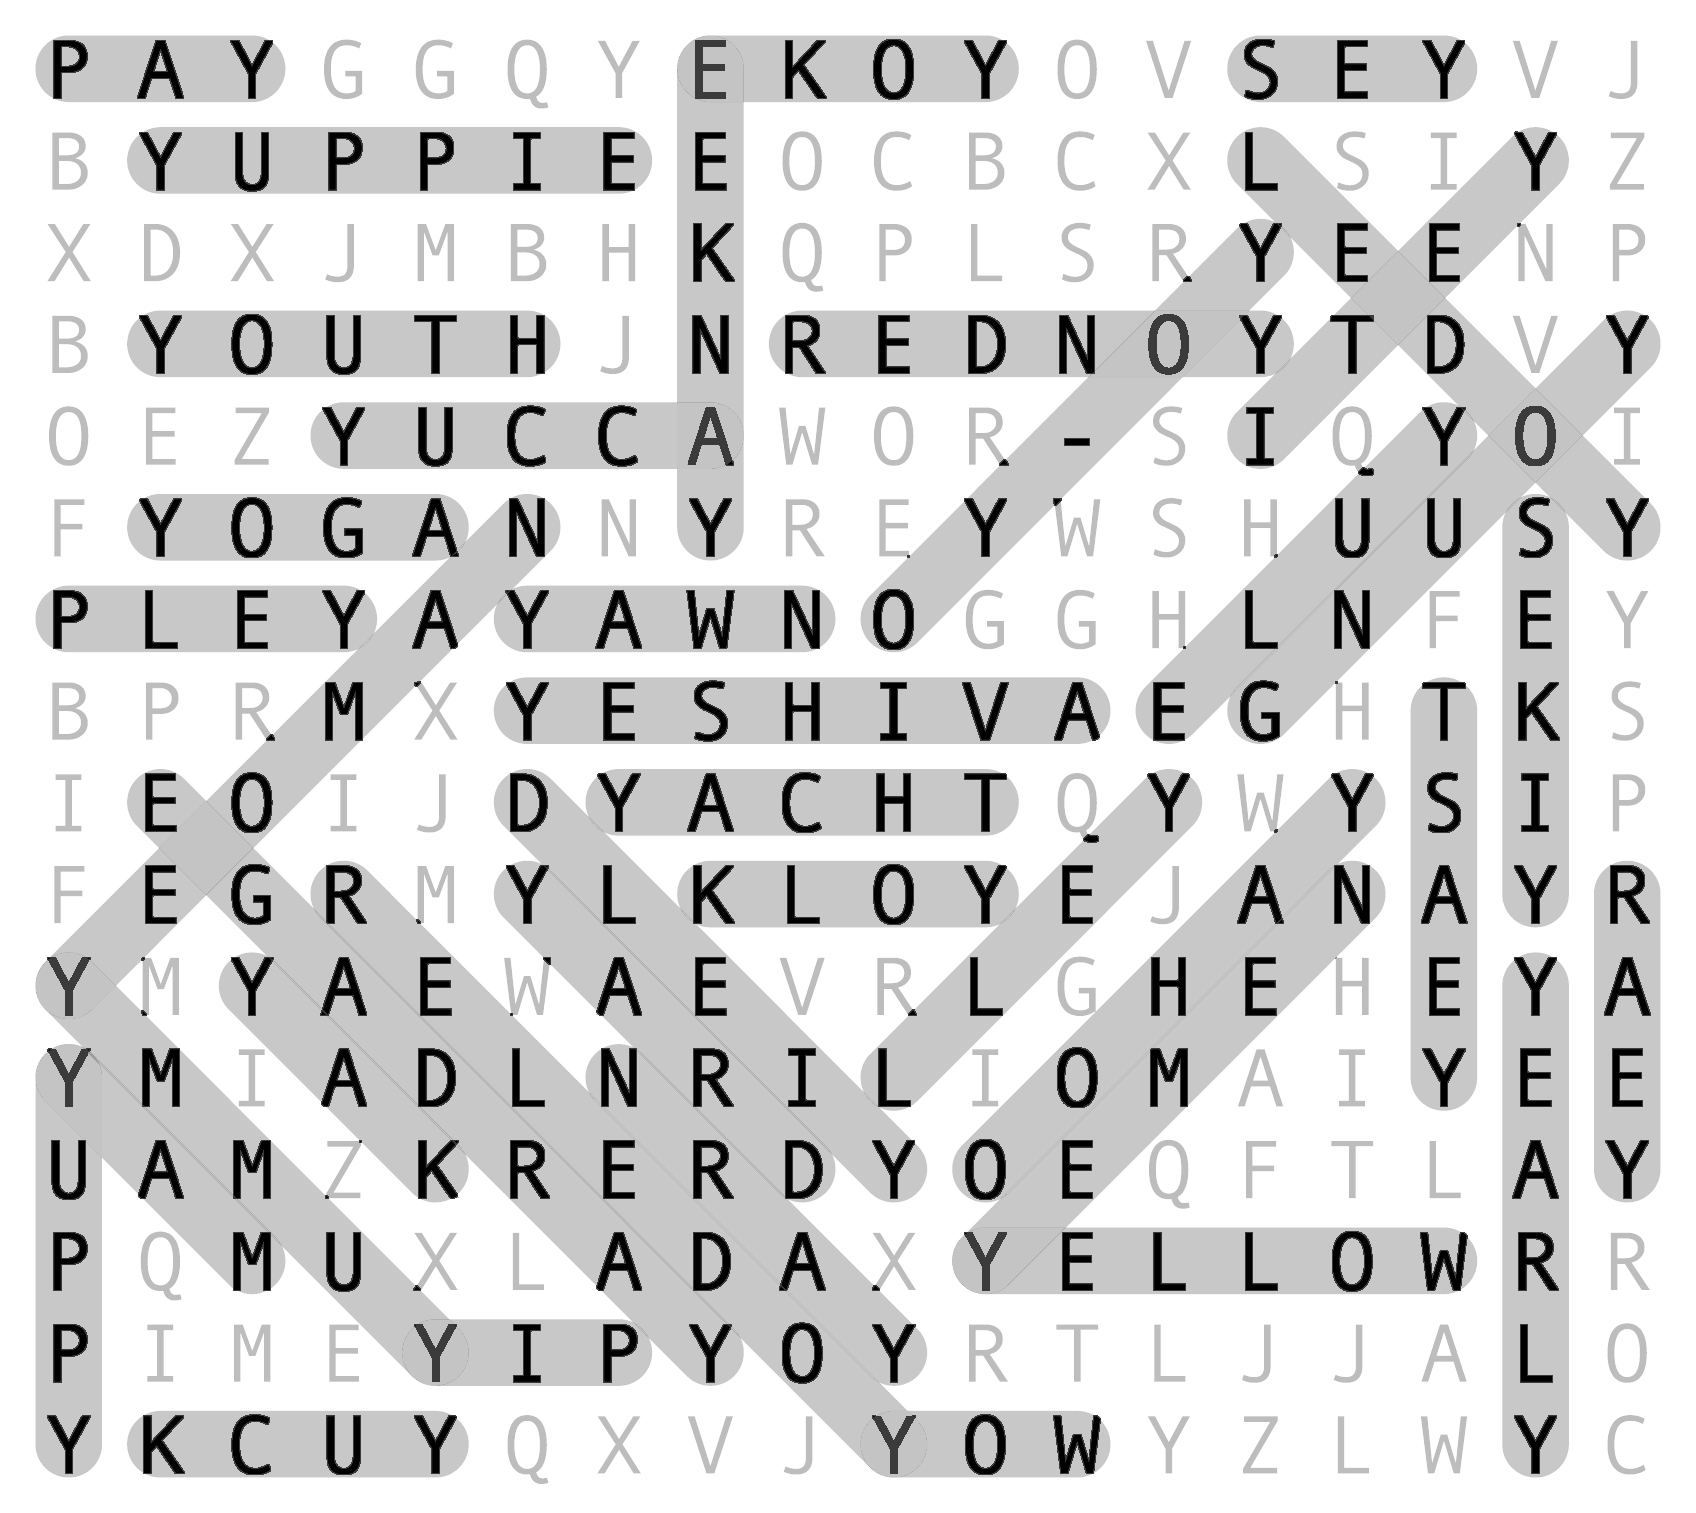 P A Y G G Q Y E K O Y O V S E Y V J
B Y U P P I E E O C B C X L S I Y Z
X D X J M B H K Q P L S R Y E E N P
B Y O U T H J N R E D N O Y T D V Y
O E Z Y U C C A W O R - S I Q Y O I
F Y O G A N N Y R E Y W S H U U S Y
P L E Y A Y A W N O G G H L N F E Y
B P R M X Y E S H I V A E G H T K S
I E O I J D Y A C H T Q Y W Y S I P
F E G R M Y L K L O Y E J A N A Y R
Y M Y A E W A E V R L G H E H E Y A
Y M I A D L N R I L I O M A I Y E E
U A M Z K R E R D Y O E Q F T L A Y
P Q M U X L A D A X Y E L L O W R R
P I M E Y I P Y O Y R T L J J A L O
Y K C U Y Q X V J Y O W Y Z L W Y C